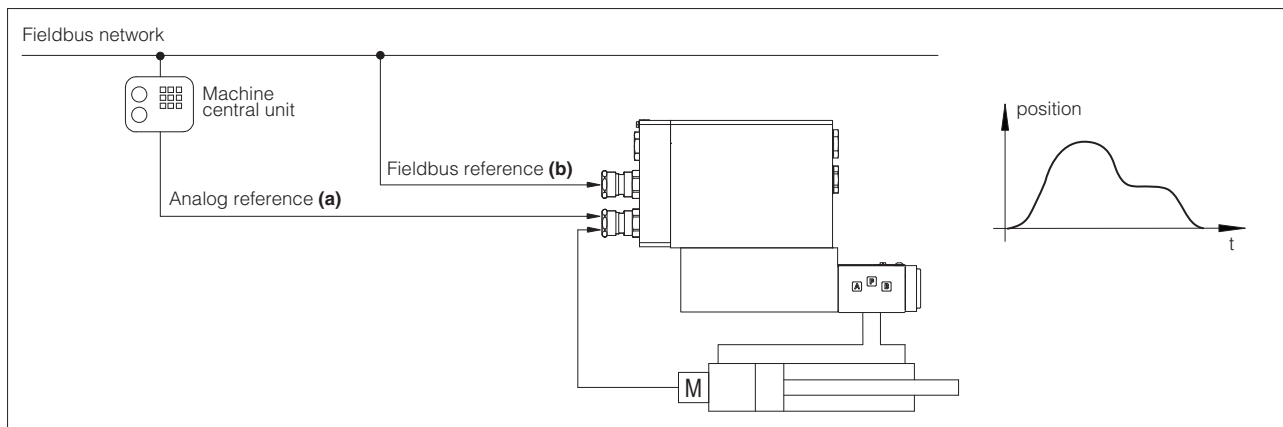 Fieldbus network
Machine
central unit
Fieldbus reference (b)
Analog reference (a)
position
t
A P B
M